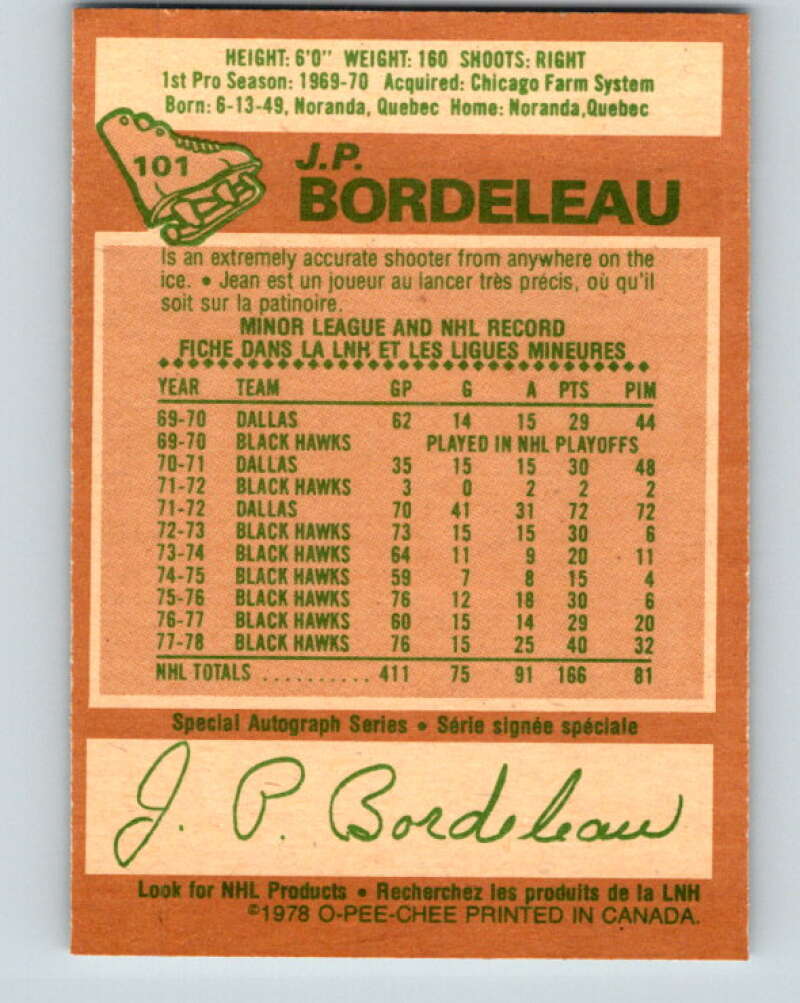 HEIGHT: 6'0" WEIGHT: 160 SHOOTS: RIGHT
1st Pro Season: 1969-70 Acquired: Chicago Farm System
Born: 6-13-49, Noranda, Quebec Home: Noranda, Quebec
101
J.P.
BORDELEAU
Is an extremely accurate shooter from anywhere on the
ice. • Jean est un joueur au lancer très précis, où qu'il
soit sur la patinoire.
MINOR LEAGUE AND NHL RECORD
FICHE DANS LA LNH ET LES LIGUES MINEURES
YEAR TEAM GP G A PTS PIM
69-70 DALLAS 62 14 15 29 44
69-70 BLACK HAWKS PLAYED IN NHL PLAYOFFS
70-71 DALLAS 35 15 15 30 48
71-72 BLACK HAWKS 3 0 2 2 2
71-72 DALLAS 70 41 31 72 72
72-73 BLACK HAWKS 73 15 15 30 6
73-74 BLACK HAWKS 64 11 9 20 11
74-75 BLACK HAWKS 59 7 8 15 4
75-76 BLACK HAWKS 76 12 18 30 6
76-77 BLACK HAWKS 60 15 14 29 20
77-78 BLACK HAWKS 76 15 25 40 32
NHL TOTALS .......... 411 75 91 166 81
Special Autograph Series • Série signée spéciale
J. P. Bordeleau
Look for NHL Products • Recherchez les produits de la LNH
©1978 O-PEE-CHEE PRINTED IN CANADA.